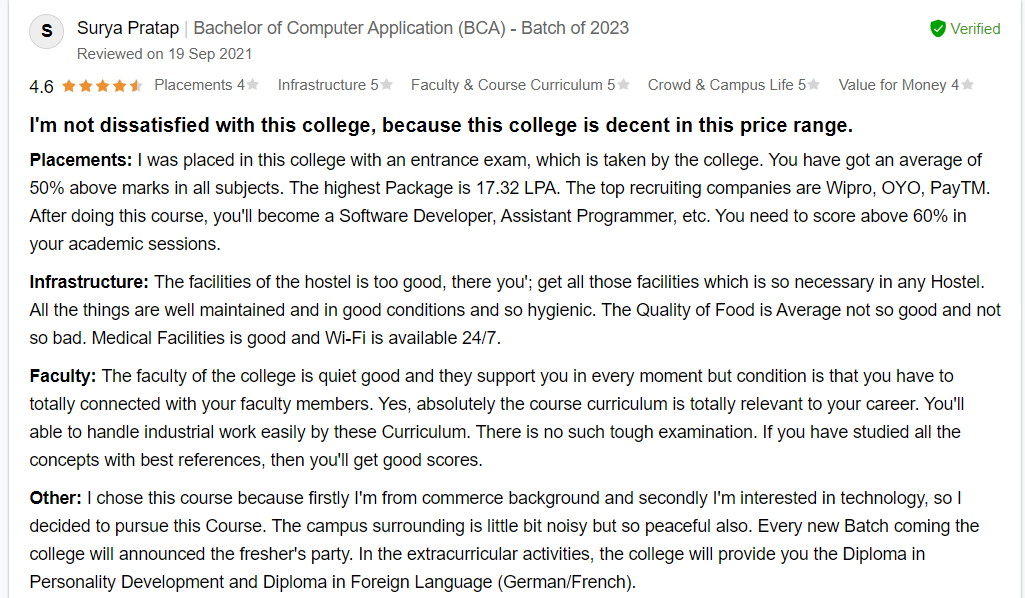 S
Surya Pratap | Bachelor of Computer Application (BCA) - Batch of 2023
Verified
Reviewed on 19 Sep 2021
4.6 Placements 4 Infrastructure 5 Faculty & Course Curriculum 5 Crowd & Campus Life 5 Value for Money 4
I'm not dissatisfied with this college, because this college is decent in this price range.
Placements: I was placed in this college with an entrance exam, which is taken by the college. You have got an average of
50% above marks in all subjects. The highest Package is 17.32 LPA. The top recruiting companies are Wipro, OYO, PayTM.
After doing this course, you'll become a Software Developer, Assistant Programmer, etc. You need to score above 60% in
your academic sessions.
Infrastructure: The facilities of the hostel is too good, there you'; get all those facilities which is so necessary in any Hostel.
All the things are well maintained and in good conditions and so hygienic. The Quality of Food is Average not so good and not
so bad. Medical Facilities is good and Wi-Fi is available 24/7.
Faculty: The faculty of the college is quiet good and they support you in every moment but condition is that you have to
totally connected with your faculty members. Yes, absolutely the course curriculum is totally relevant to your career. You'll
able to handle industrial work easily by these Curriculum. There is no such tough examination. If you have studied all the
concepts with best references, then you'll get good scores.
Other: I chose this course because firstly I'm from commerce background and secondly I'm interested in technology, so I
decided to pursue this Course. The campus surrounding is little bit noisy but so peaceful also. Every new Batch coming the
college will announced the fresher's party. In the extracurricular activities, the college will provide you the Diploma in
Personality Development and Diploma in Foreign Language (German/French).